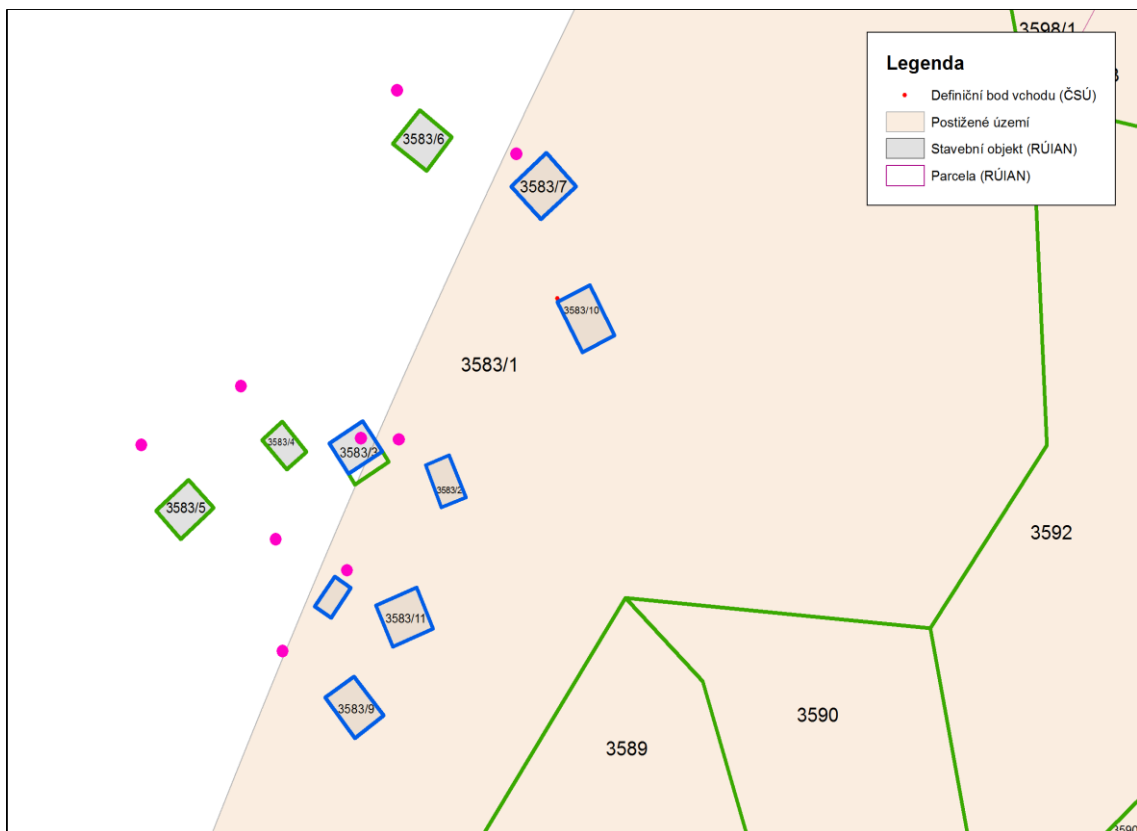 3598/1
Legenda
Definiční bod vchodu (ČSÚ)
Postižené území
Stavební objekt (RÚIAN)
Parcela (RÚIAN)
3583/6
3583/7
3583/10
3583/1
3583/4
3583/3
3583/2
3583/5
3592
3583/11
3583/9
3590
3589